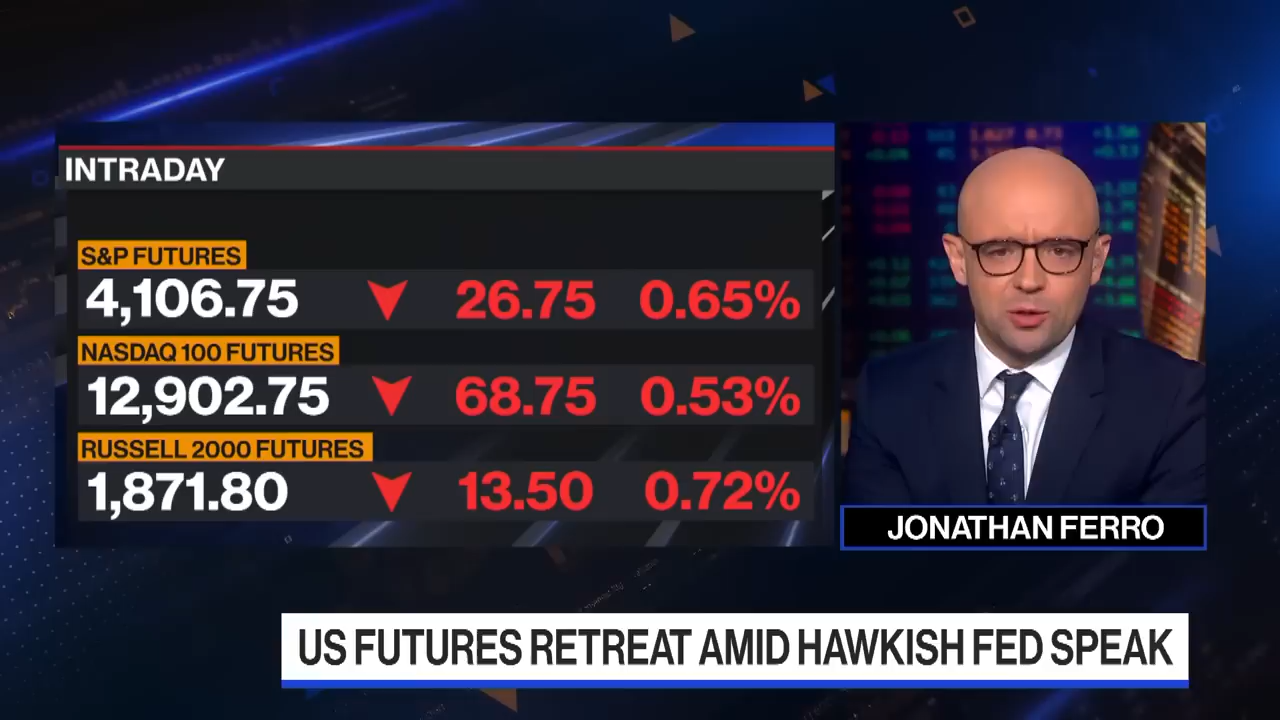 INTRADAY
S&P FUTURES
4,106.75 26.75 0.65%
NASDAQ 100 FUTURES
12,902.75 68.75 0.53%
RUSSELL 2000 FUTURES
1,871.80 13.50 0.72%
JONATHAN FERRO
US FUTURES RETREAT AMID HAWKISH FED SPEAK